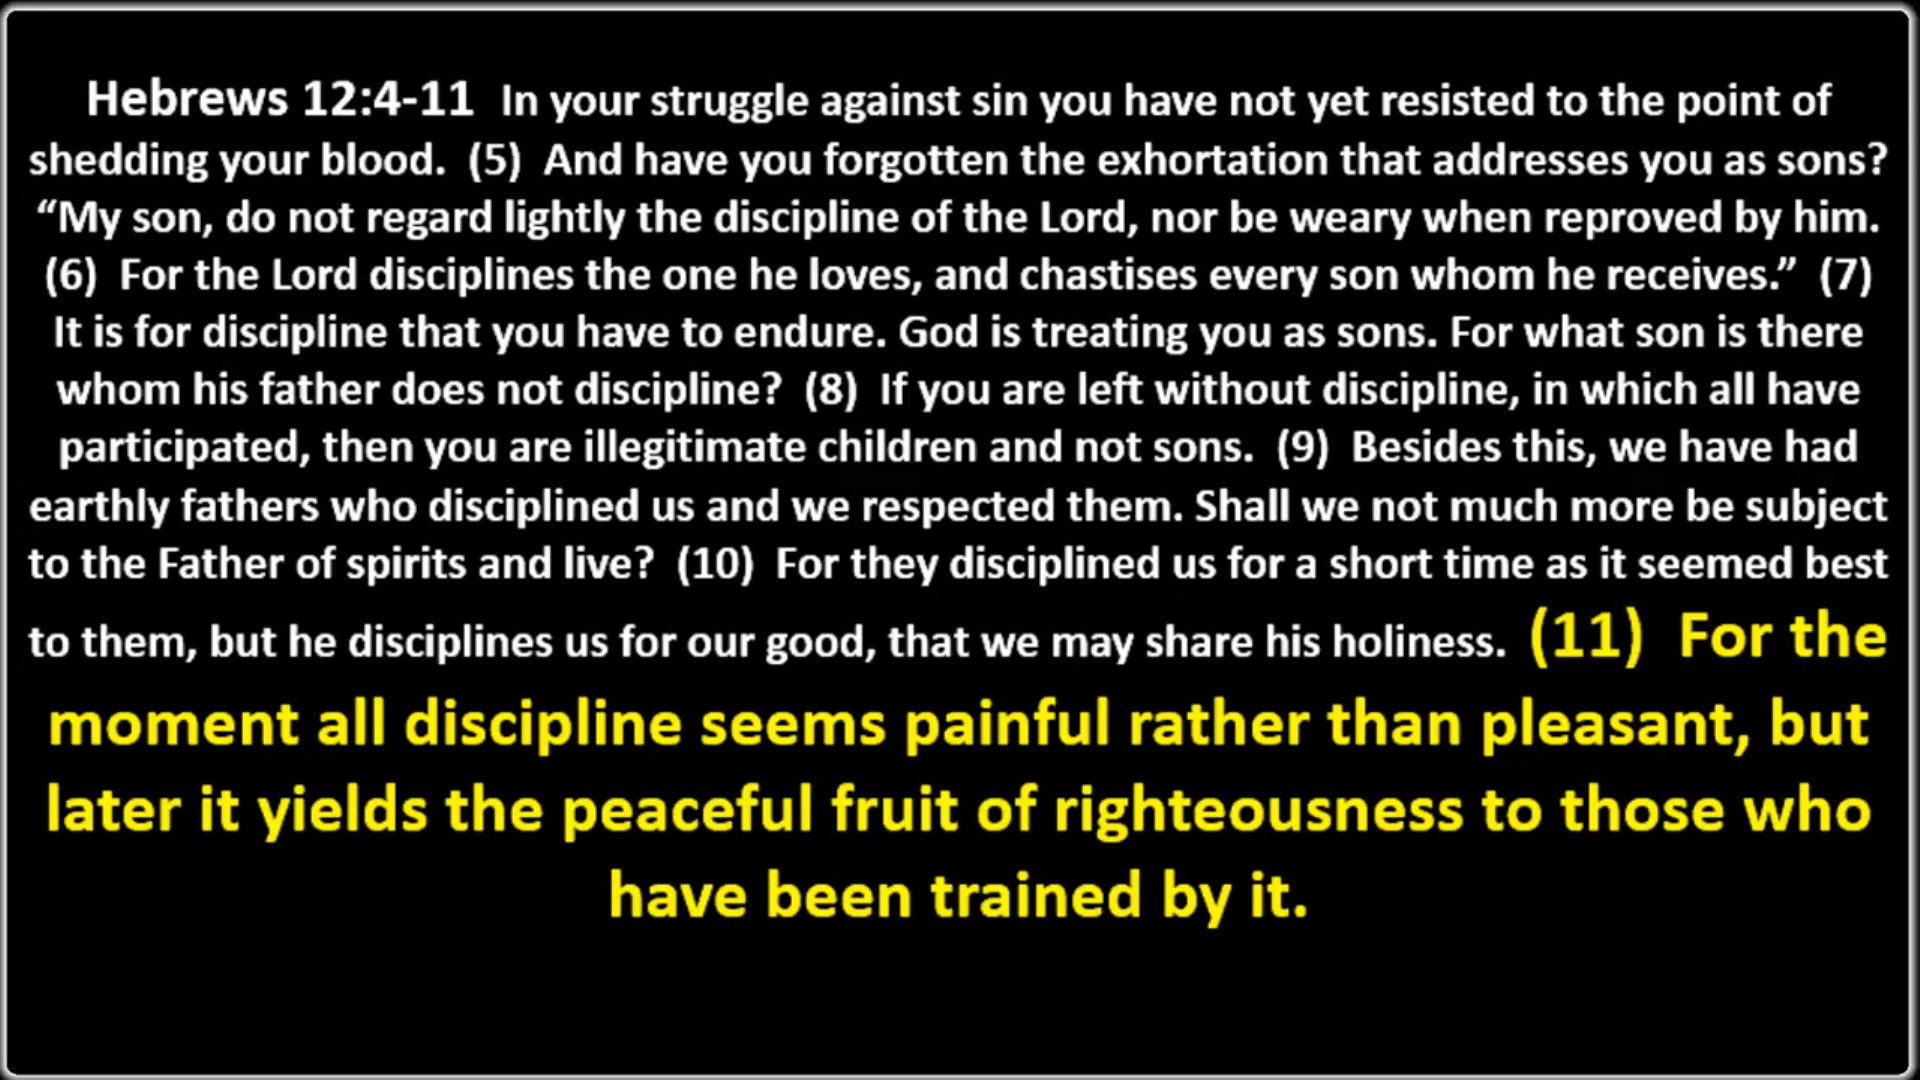 Hebrews 12:4-11  In your struggle against sin you have not yet resisted to the point of
shedding your blood.  (5)  And have you forgotten the exhortation that addresses you as sons?
“My son, do not regard lightly the discipline of the Lord, nor be weary when reproved by him.
(6)  For the Lord disciplines the one he loves, and chastises every son whom he receives.”  (7)
It is for discipline that you have to endure. God is treating you as sons. For what son is there
whom his father does not discipline?  (8)  If you are left without discipline, in which all have
participated, then you are illegitimate children and not sons.  (9)  Besides this, we have had
earthly fathers who disciplined us and we respected them. Shall we not much more be subject
to the Father of spirits and live?  (10)  For they disciplined us for a short time as it seemed best
to them, but he disciplines us for our good, that we may share his holiness.  (11)  For the
moment all discipline seems painful rather than pleasant, but
later it yields the peaceful fruit of righteousness to those who
have been trained by it.